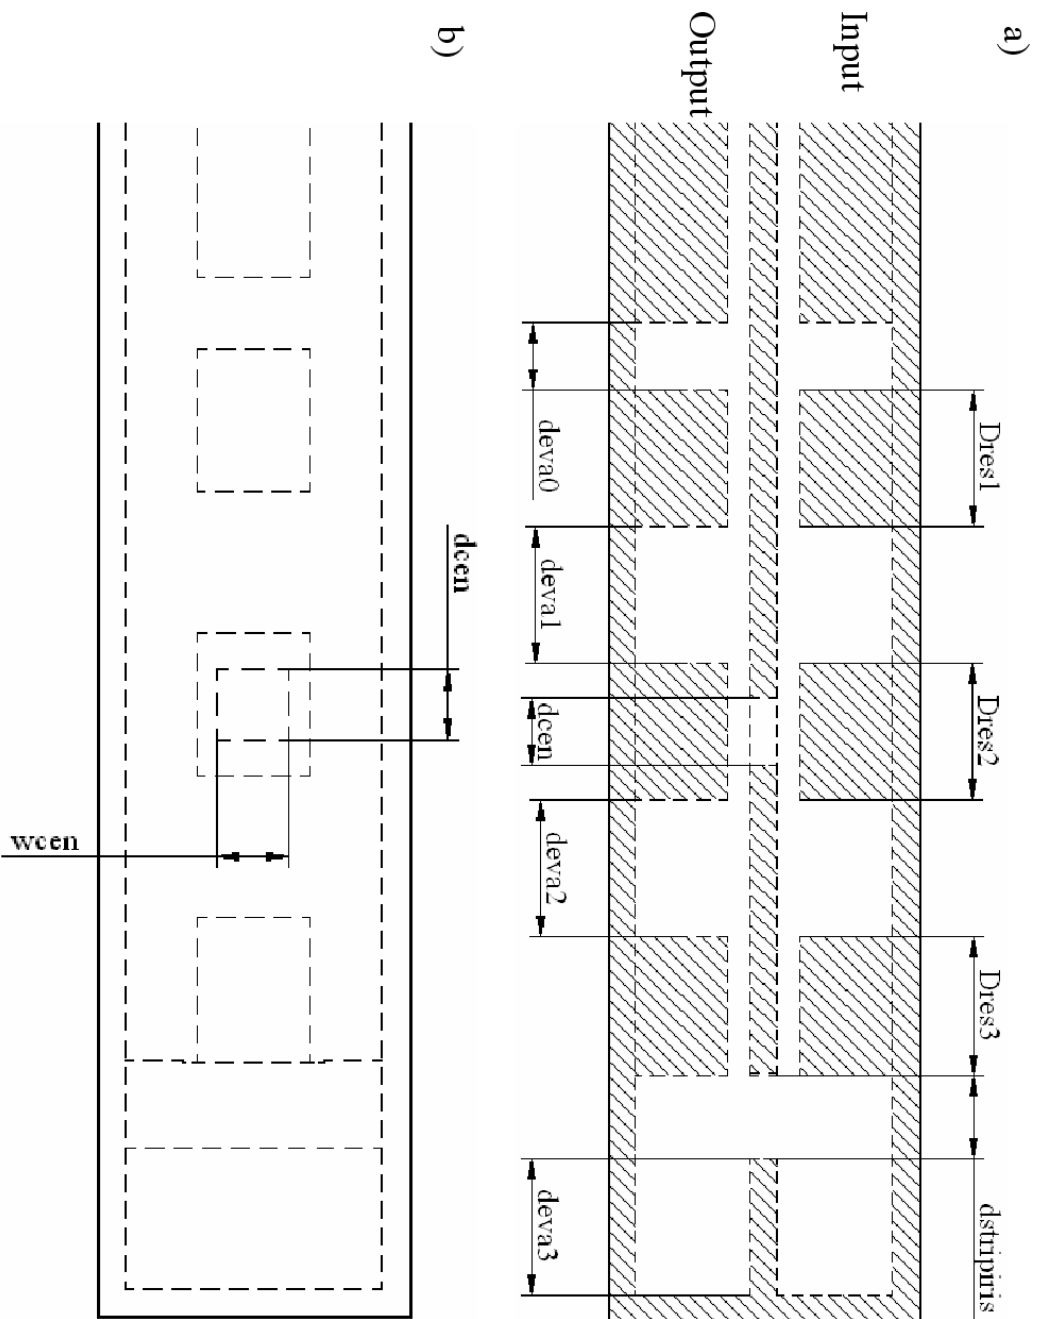 a)
Input
Output
Dres1
Dres2
Dres3
dstripiris
deva0
deva1
dcen
deva2
deva3
b)
dcen
wcen